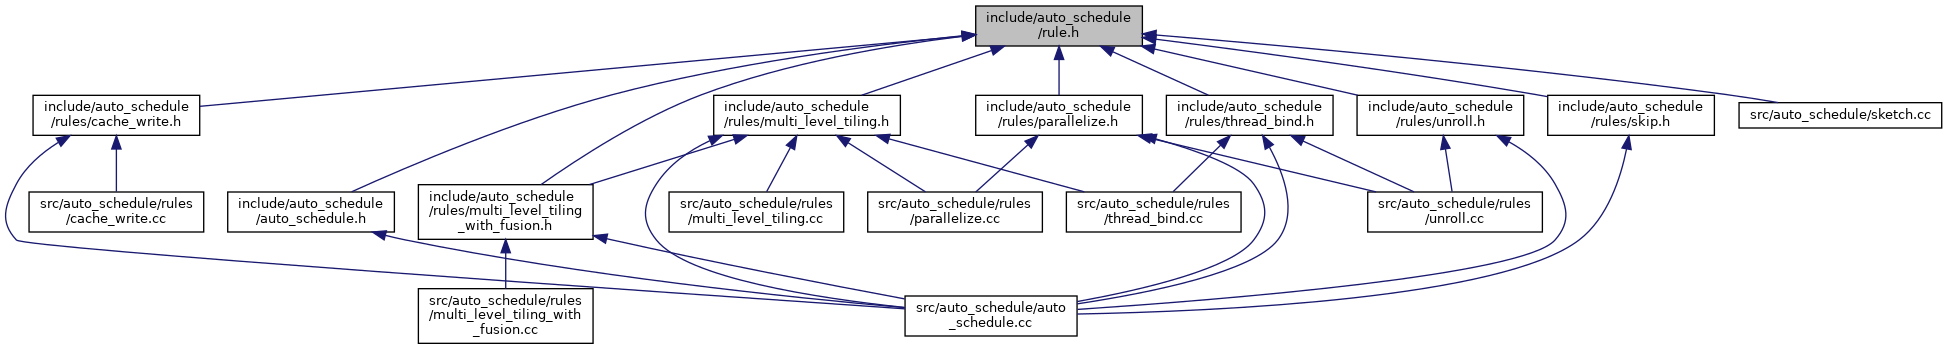 include/auto_schedule
/rule.h
include/auto_schedule
/rules/cache_write.h
include/auto_schedule
/rules/multi_level_tiling.h
include/auto_schedule
/rules/parallelize.h
include/auto_schedule
/rules/thread_bind.h
include/auto_schedule
/rules/unroll.h
include/auto_schedule
/rules/skip.h
src/auto_schedule/sketch.cc
src/auto_schedule/rules
/cache_write.cc
include/auto_schedule
/auto_schedule.h
include/auto_schedule
/rules/multi_level_tiling
_with_fusion.h
src/auto_schedule/rules
/multi_level_tiling.cc
src/auto_schedule/rules
/parallelize.cc
src/auto_schedule/rules
/thread_bind.cc
src/auto_schedule/rules
/unroll.cc
src/auto_schedule/rules
/multi_level_tiling_with
_fusion.cc
src/auto_schedule/auto
_schedule.cc